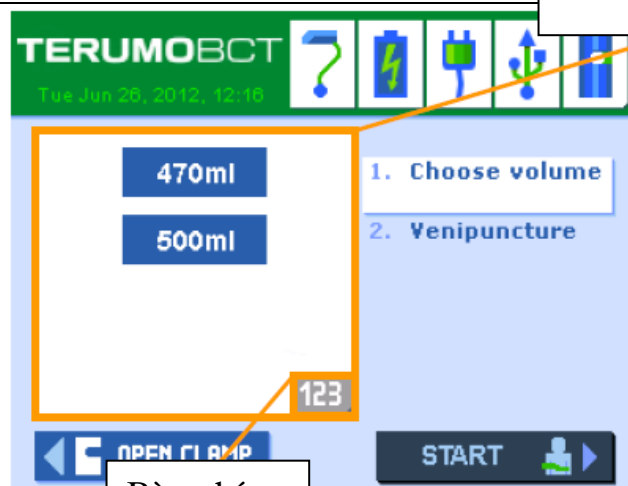 TERUMOBCT
Tue Jun 26, 2012, 12:16
470ml
500ml
1. Choose volume
2. Venipuncture
123
OPEN CLAMP
START